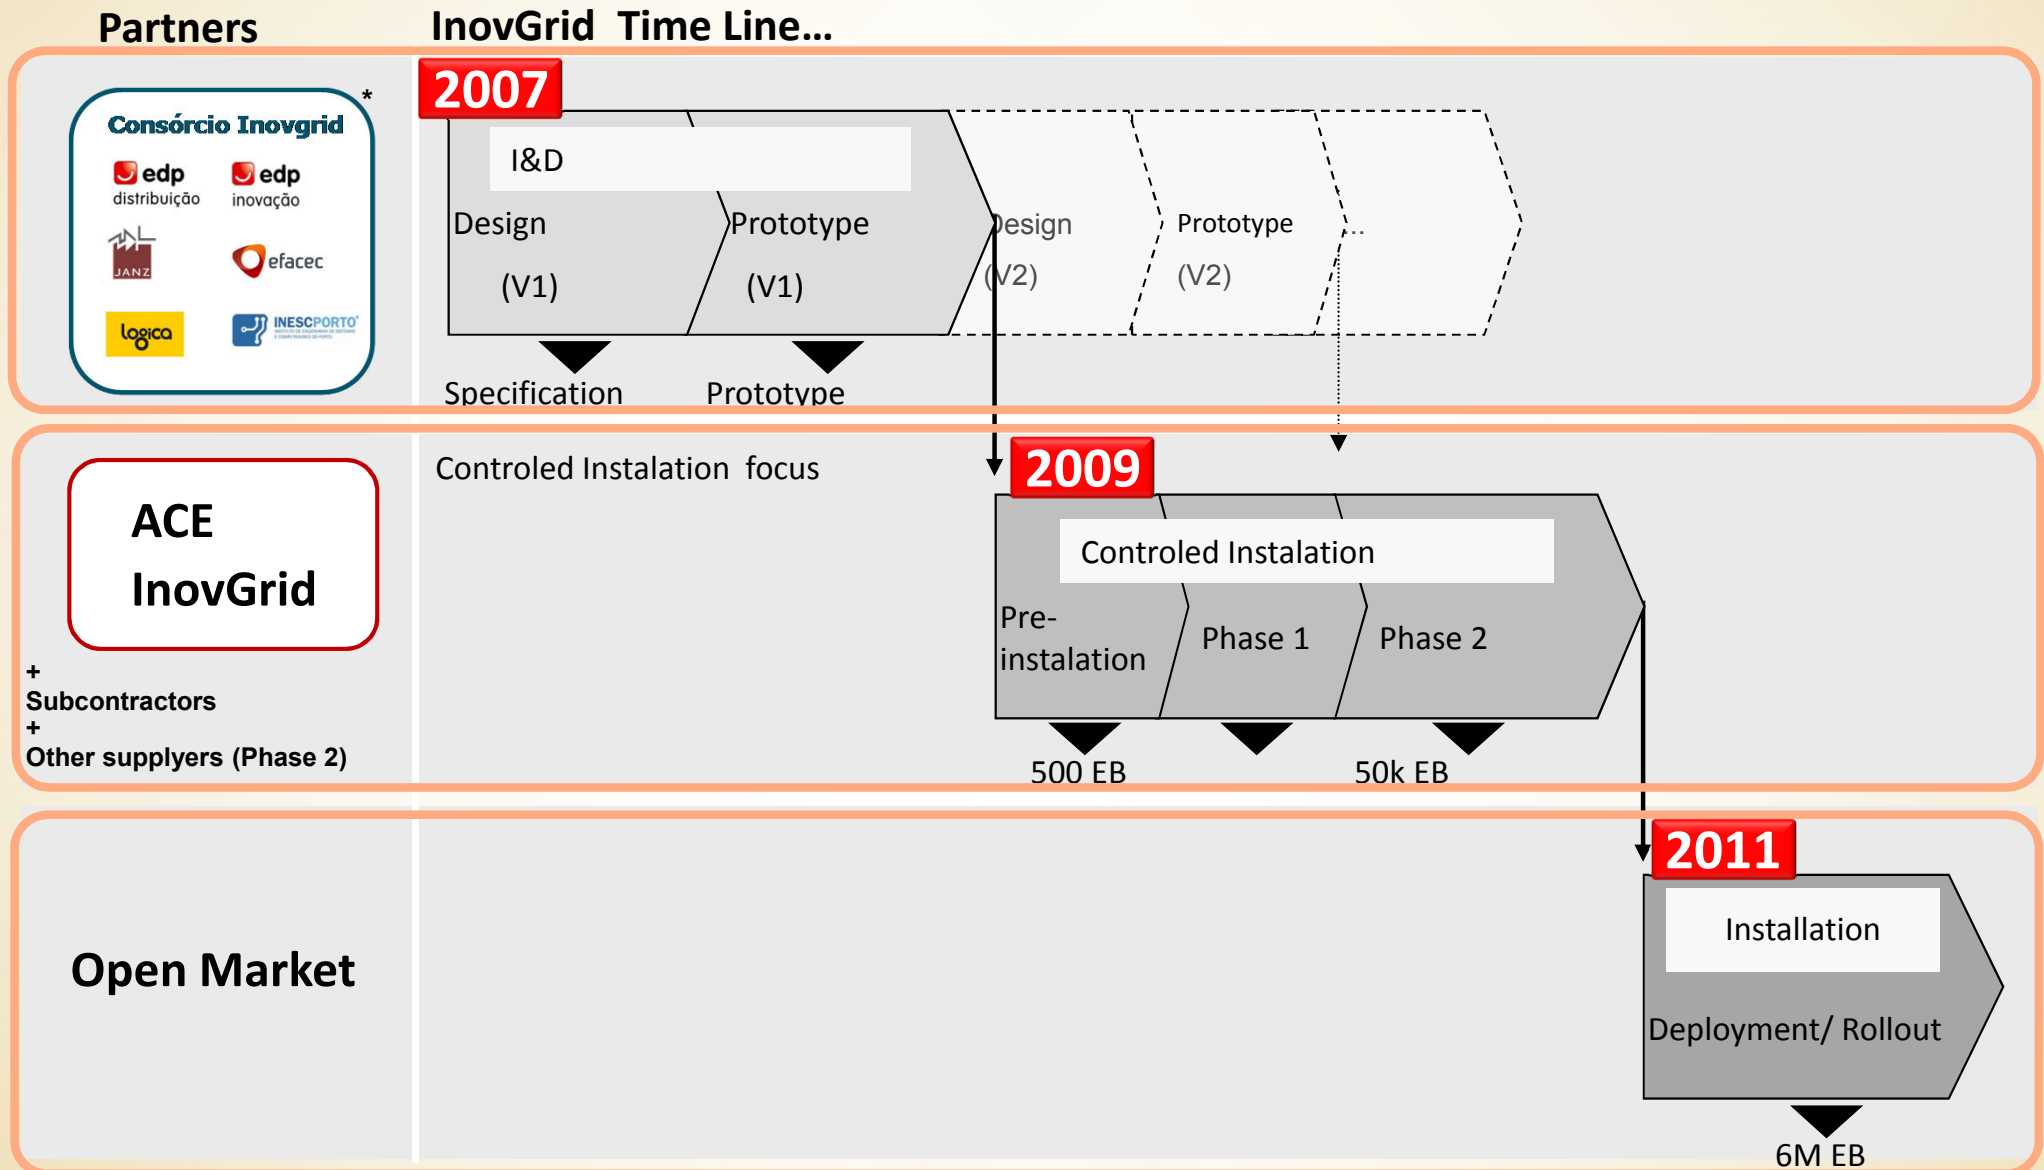 Partners
InovGrid Time Line...
*
Consórcio Inovgrid
edp
distribuição
edp
inovação
JANZ
efacec
logica
INESCPORTO
2007
I&D
Design
(V1)
Prototype
(V1)
Design
(V2)
Prototype
(V2)
...
Specification
Prototype
ACE
InovGrid
+
Subcontractors
+
Other supplyers (Phase 2)
Controled Instalation focus
2009
Controled Instalation
Pre-
instalation
Phase 1
Phase 2
500 EB
50k EB
Open Market
2011
Installation
Deployment/ Rollout
6M EB